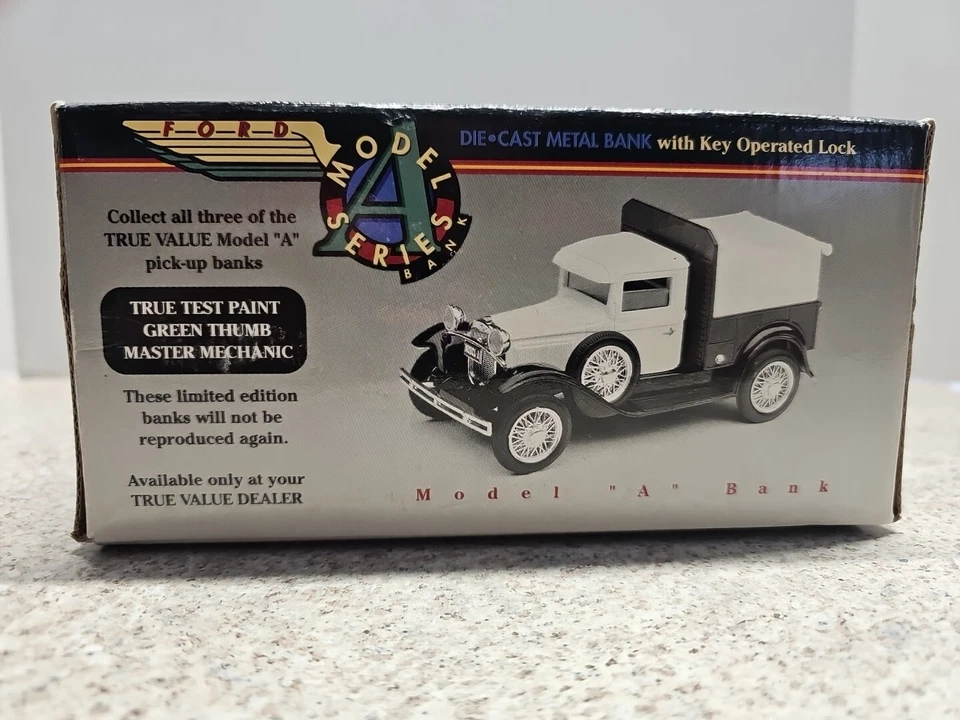 FORD
MODEL
A
SERIES
BANK
DIE•CAST METAL BANK with Key Operated Lock
Collect all three of the
TRUE VALUE Model "A"
pick-up banks
TRUE TEST PAINT
GREEN THUMB
MASTER MECHANIC
These limited edition
banks will not be
reproduced again.
Available only at your
TRUE VALUE DEALER
Model "A" Bank